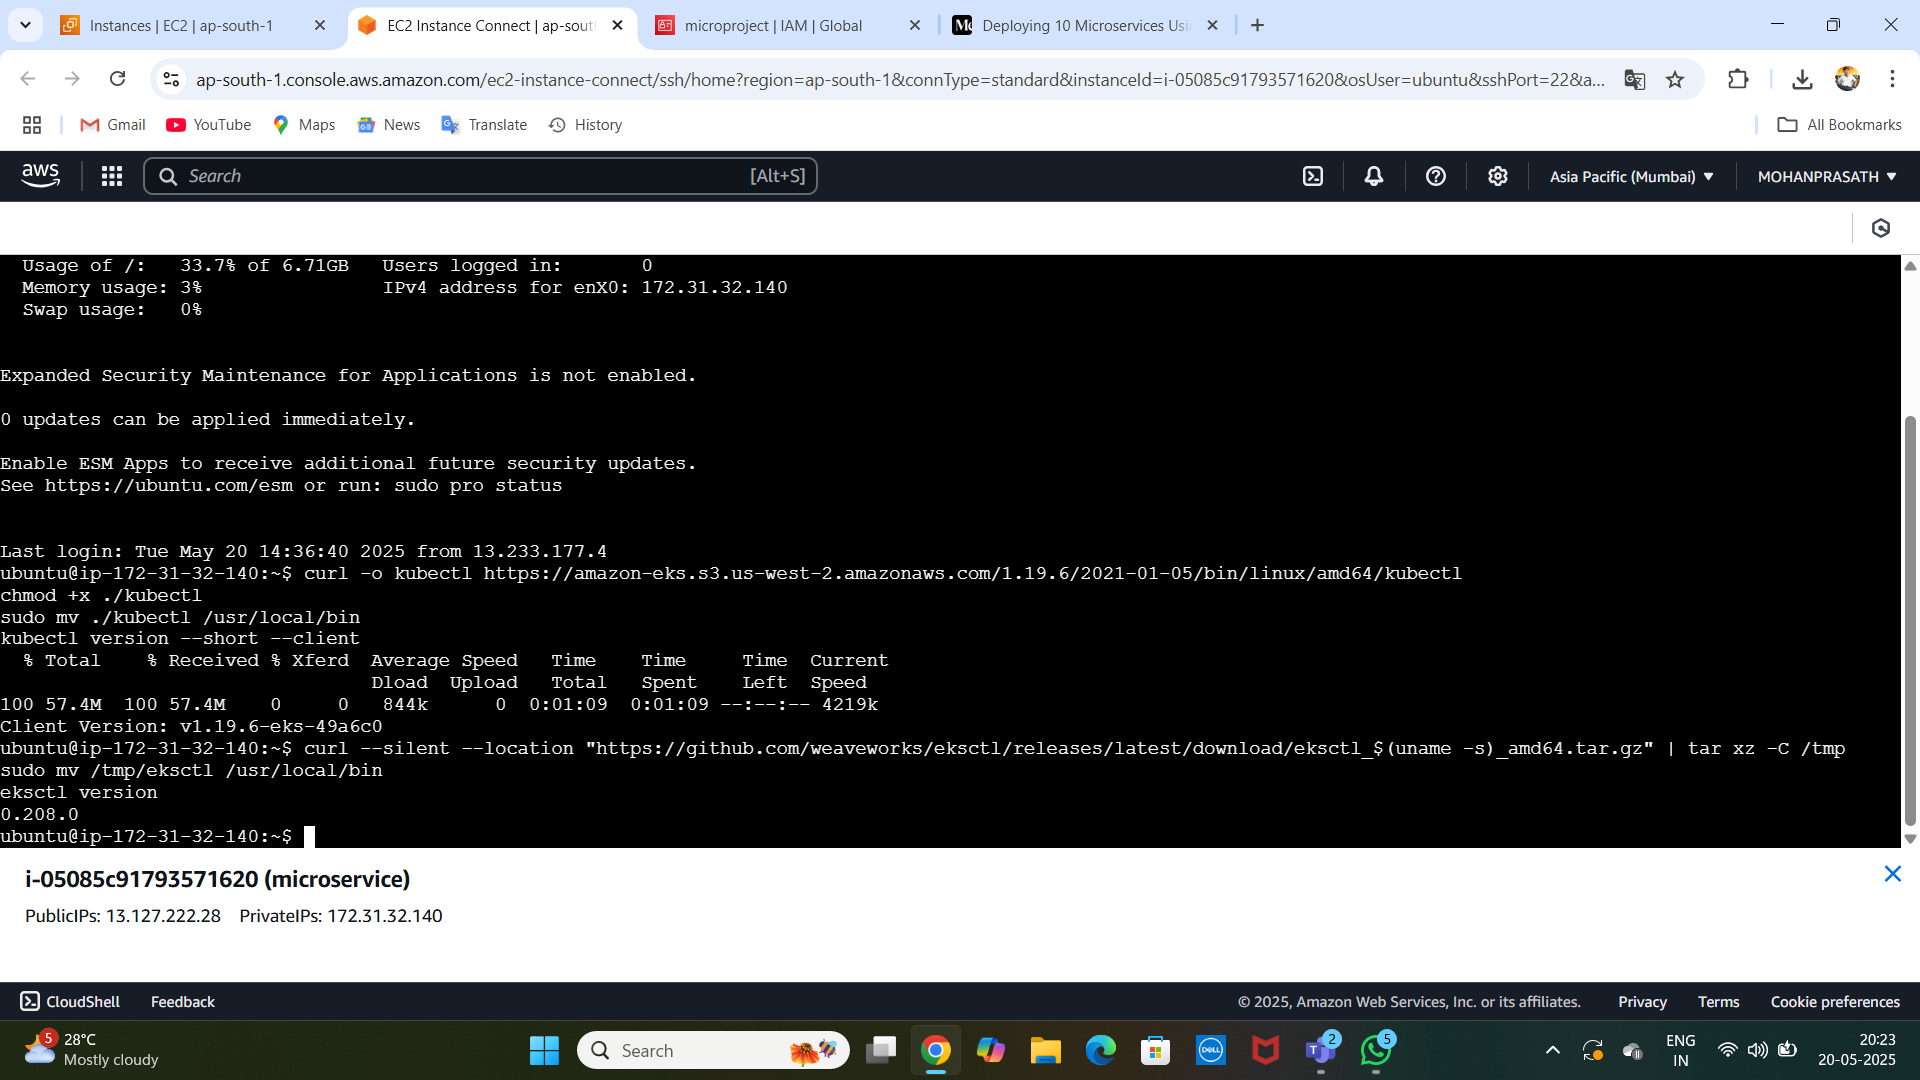 Instances | EC2 | ap-south-1
EC2 Instance Connect | ap-sout
microproject | IAM | Global
Deploying 10 Microservices Usi
ap-south-1.console.aws.amazon.com/ec2-instance-connect/ssh/home?region=ap-south-1&connType=standard&instanceId=i-05085c91793571620&osUser=ubuntu&sshPort=22&a...
Gmail
YouTube
Maps
News
Translate
History
All Bookmarks
aws
Search
[Alt+S]
Asia Pacific (Mumbai)
MOHANPRASATH
Usage of /: 33.7% of 6.71GB Users logged in: 0
Memory usage: 3% IPv4 address for enX0: 172.31.32.140
Swap usage: 0%
Expanded Security Maintenance for Applications is not enabled.
0 updates can be applied immediately.
Enable ESM Apps to receive additional future security updates.
See https://ubuntu.com/esm or run: sudo pro status
Last login: Tue May 20 14:36:40 2025 from 13.233.177.4
ubuntu@ip-172-31-32-140:~$ curl -o kubectl https://amazon-eks.s3.us-west-2.amazonaws.com/1.19.6/2021-01-05/bin/linux/amd64/kubectl
chmod +x ./kubectl
sudo mv ./kubectl /usr/local/bin
kubectl version --short --client
% Total % Received % Xferd Average Speed Time Time Time Current
Dload Upload Total Spent Left Speed
100 57.4M 100 57.4M 0 0 844k 0 0:01:09 0:01:09 --:--:-- 4219k
Client Version: v1.19.6-eks-49a6c0
ubuntu@ip-172-31-32-140:~$ curl --silent --location "https://github.com/weaveworks/eksctl/releases/latest/download/eksctl_$(uname -s)_amd64.tar.gz" | tar xz -C /tmp
sudo mv /tmp/eksctl /usr/local/bin
eksctl version
0.208.0
ubuntu@ip-172-31-32-140:~$
i-05085c91793571620 (microservice)
PublicIPs: 13.127.222.28 PrivateIPs: 172.31.32.140
CloudShell
Feedback
© 2025, Amazon Web Services, Inc. or its affiliates.
Privacy
Terms
Cookie preferences
5
28°C
Mostly cloudy
Search
DELL
2
5
ENG
IN
20:23
20-05-2025